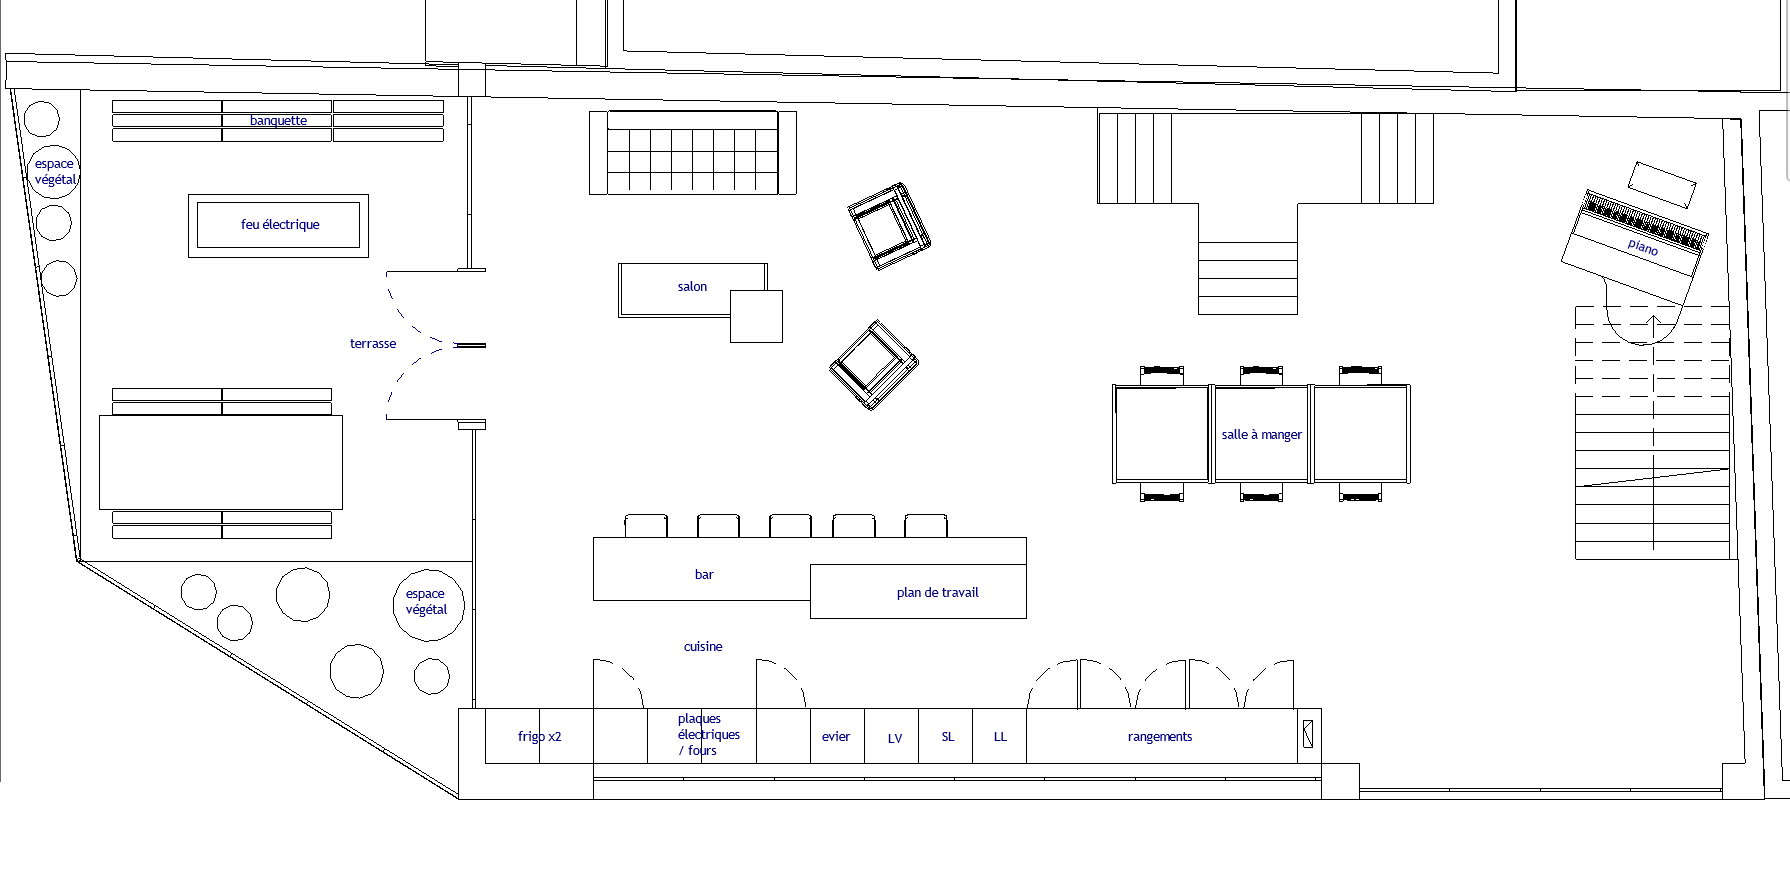 banquette
espace
végétal
feu électrique
piano
salon
terrasse
salle à manger
bar
plan de travail
espace
végétal
cuisine
frigo x2
plaques
électriques
/ fours
evier
LV
SL
LL
rangements